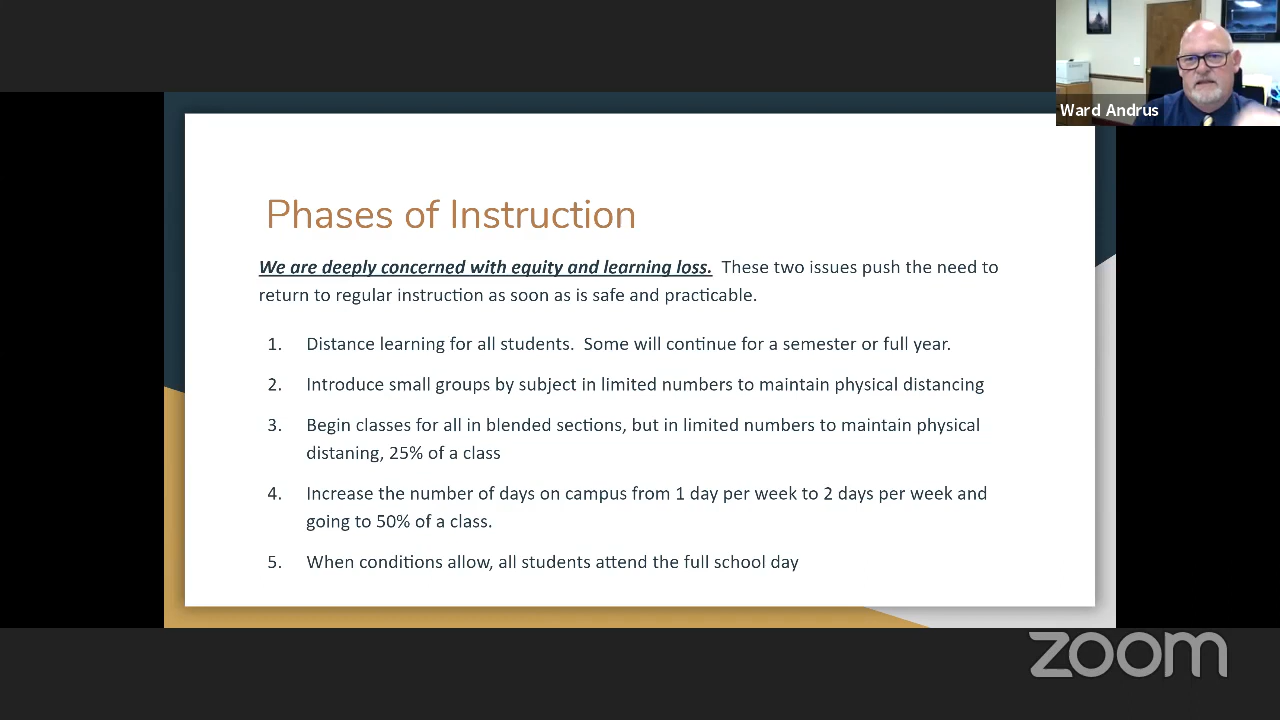 Ward Andrus
Phases of Instruction
We are deeply concerned with equity and learning loss. These two issues push the need to
return to regular instruction as soon as is safe and practicable.
1. Distance learning for all students. Some will continue for a semester or full year.
2. Introduce small groups by subject in limited numbers to maintain physical distancing
3. Begin classes for all in blended sections, but in limited numbers to maintain physical
distaning, 25% of a class
4. Increase the number of days on campus from 1 day per week to 2 days per week and
going to 50% of a class.
5. When conditions allow, all students attend the full school day
zoom